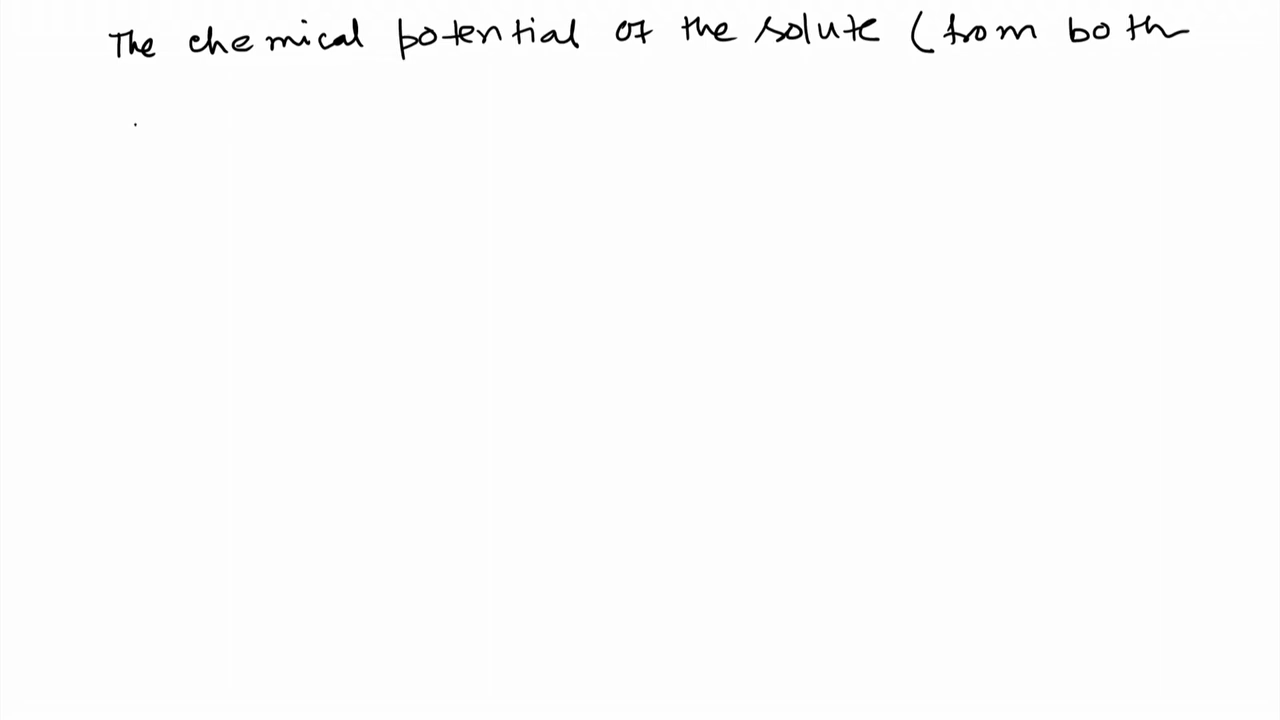 The chemical potential of the solute (from both